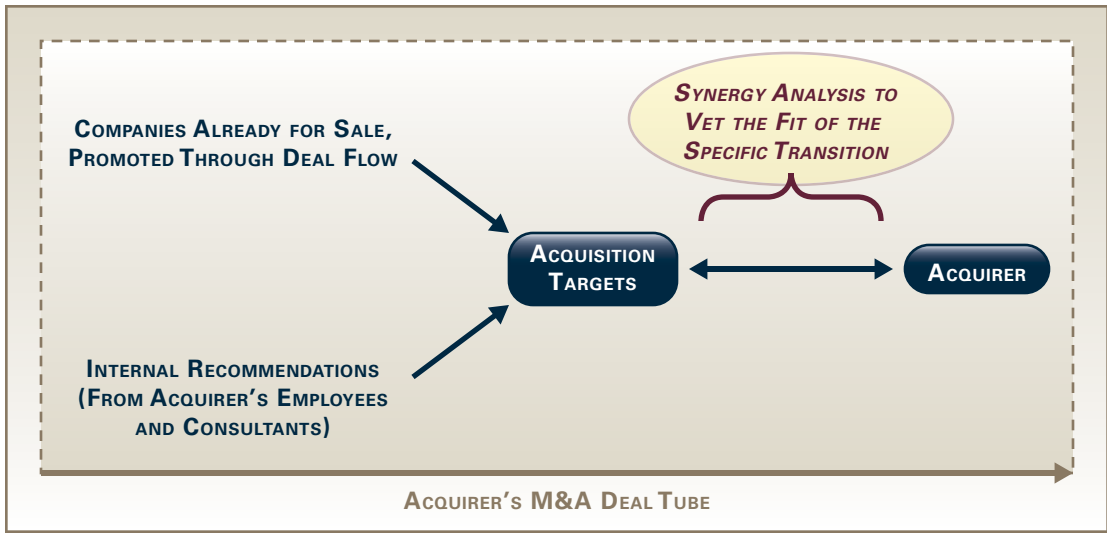 Companies Already for Sale,
Promoted Through Deal Flow
Synergy Analysis to
Vet the Fit of the
Specific Transition
Acquisition
Targets
Acquirer
Internal Recommendations
(From Acquirer's Employees
and Consultants)
Acquirer's M&A Deal Tube